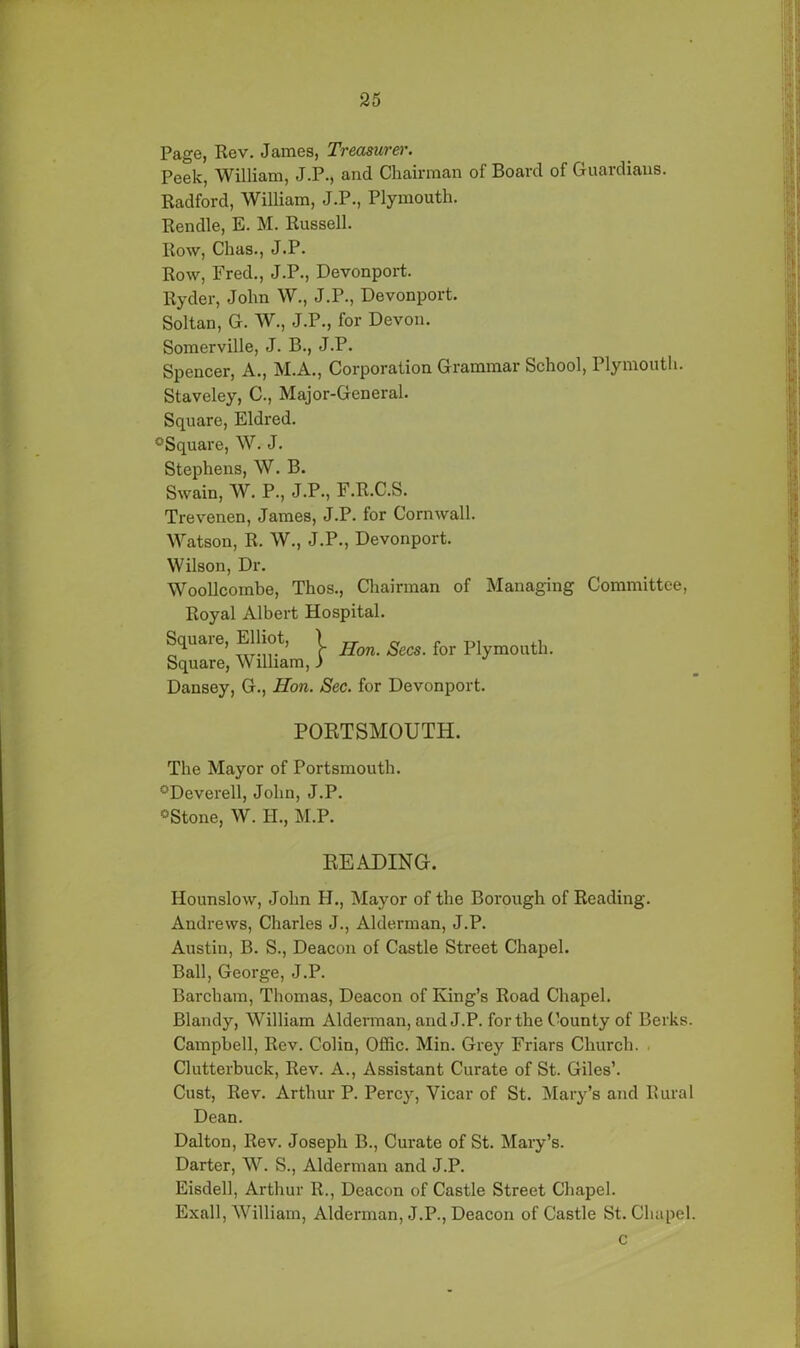 25
Page, Rev. James, Treasurer.
Peek, William, J.P., and Chairman of Board of Guardians.
Radford, William, J.P., Plymouth.
Rendle, E. M. Russell.
Row, Chas., J.P.
Row, Fred., J.P., Devonport.
Ryder, John W., J.P., Devonport.
Soltan, G. W., J.P., for Devon.
Somerville, J. B., J.P.
Spencer, A., M.A., Corporation Grammar School, Plymouth.
Staveley, C., Major-General.
Square, Eldred.
°Square, W. J.
Stephens, W. B.
Swain, W. P., J.P., F.R.C.S.
Trevenen, James, J.P. for Cornwall.
Watson, R. W., J.P., Devonport.
Wilson, Dr.
Woollcombe, Thos., Chairman of Managing Committee,
Royal Albert Hospital.
Square, Elliot, } Hon. Secs. for Plymouth.
Square, William, }
Dansey, G., Hon. Sec. for Devonport.
PORTSMOUTH.
The Mayor of Portsmouth.
°Deverell, John, J.P.
°Stone, W. H., M.P.
READING.
Hounslow, John H., Mayor of the Borough of Reading.
Andrews, Charles J., Alderman, J.P.
Austin, B. S., Deacon of Castle Street Chapel.
Ball, George, J.P.
Barcham, Thomas, Deacon of King's Road Chapel.
Blandy, William Alderman, and J.P. for the County of Berks.
Campbell, Rev. Colin, Offic. Min. Grey Friars Church.
Clutterbuck, Rev. A., Assistant Curate of St. Giles'.
Cust, Rev. Arthur P. Percy, Vicar of St. Mary's and Rural
Dean.
Dalton, Rev. Joseph B., Curate of St. Mary's.
Darter, W. S., Alderman and J.P.
Eisdell, Arthur R., Deacon of Castle Street Chapel.
Exall, William, Alderman, J.P., Deacon of Castle St. Chapel.
C